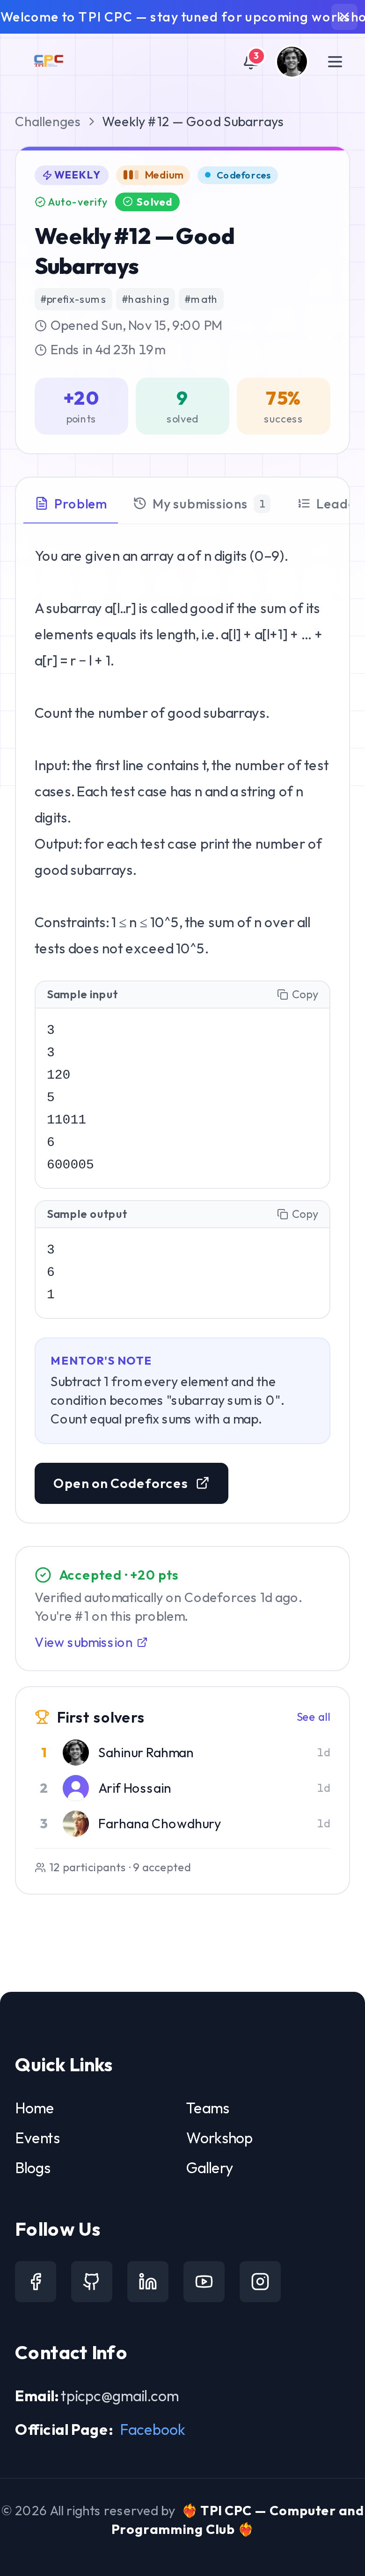 Welcome to TPI CPC — stay tuned for upcoming worksho
CPC
3
Challenges > Weekly #12 — Good Subarrays
WEEKLY Medium Codeforces
Auto-verify Solved
Weekly #12 — Good
Subarrays
#prefix-sums #hashing #math
Opened Sun, Nov 15, 9:00 PM
Ends in 4d 23h 19m
+20 9 75%
points solved success
Problem My submissions 1 Lead
You are given an array a of n digits (0–9).
A subarray a[l..r] is called good if the sum of its
elements equals its length, i.e. a[l] + a[l+1] + … +
a[r] = r − l + 1.
Count the number of good subarrays.
Input: the first line contains t, the number of test
cases. Each test case has n and a string of n
digits.
Output: for each test case print the number of
good subarrays.
Constraints: 1 ≤ n ≤ 10^5, the sum of n over all
tests does not exceed 10^5.
Sample input Copy
3
3
120
5
11011
6
600005
Sample output Copy
3
6
1
MENTOR'S NOTE
Subtract 1 from every element and the
condition becomes "subarray sum is 0".
Count equal prefix sums with a map.
Open on Codeforces
Accepted · +20 pts
Verified automatically on Codeforces 1d ago.
You're #1 on this problem.
View submission
First solvers See all
1 Sahinur Rahman 1d
2 Arif Hossain 1d
3 Farhana Chowdhury 1d
12 participants · 9 accepted
Quick Links
Home Teams
Events Workshop
Blogs Gallery
Follow Us
Contact Info
Email: tpicpc@gmail.com
Official Page: Facebook
© 2026 All rights reserved by ❤️‍🔥 TPI CPC — Computer and
Programming Club ❤️‍🔥